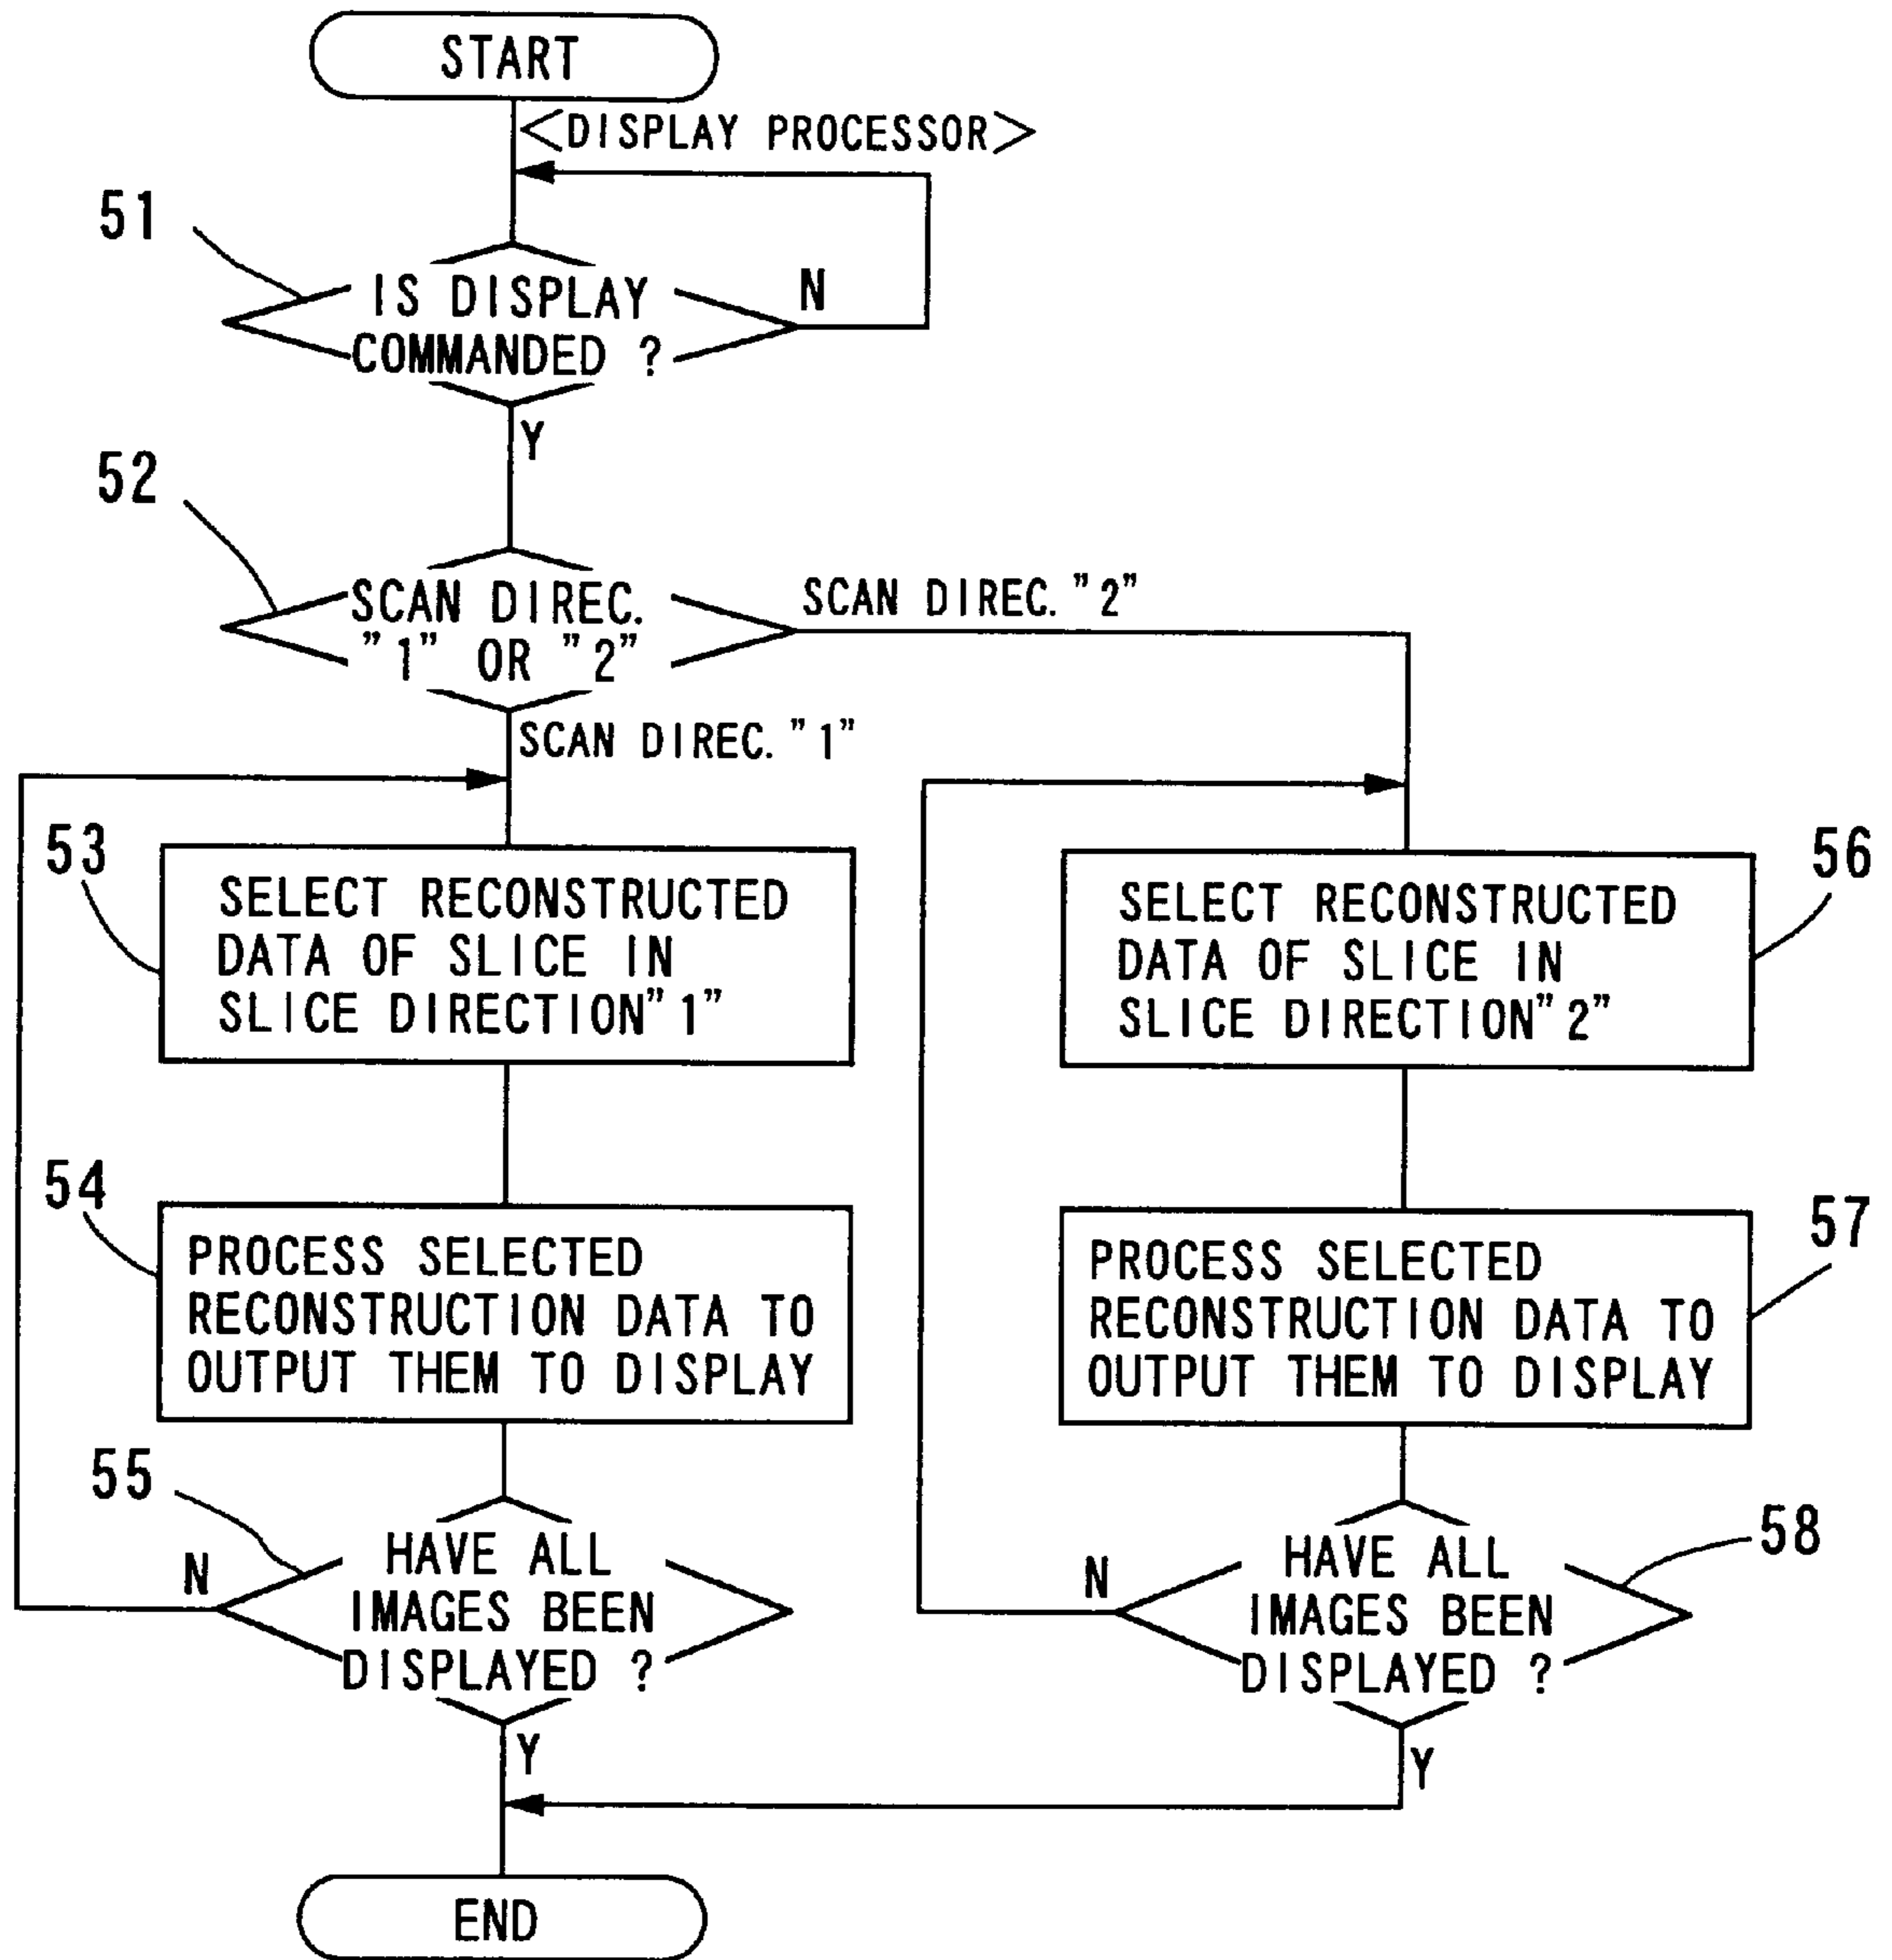 START
<DISPLAY PROCESSOR>
51
IS DISPLAY
COMMANDED ?
N
Y
52
SCAN DIREC.
"1" OR "2"
SCAN DIREC. "2"
SCAN DIREC. "1"
53
SELECT RECONSTRUCTED
DATA OF SLICE IN
SLICE DIRECTION"1"
56
SELECT RECONSTRUCTED
DATA OF SLICE IN
SLICE DIRECTION"2"
54
PROCESS SELECTED
RECONSTRUCTION DATA TO
OUTPUT THEM TO DISPLAY
57
PROCESS SELECTED
RECONSTRUCTION DATA TO
OUTPUT THEM TO DISPLAY
55
N
HAVE ALL
IMAGES BEEN
DISPLAYED ?
Y
58
N
HAVE ALL
IMAGES BEEN
DISPLAYED ?
Y
END